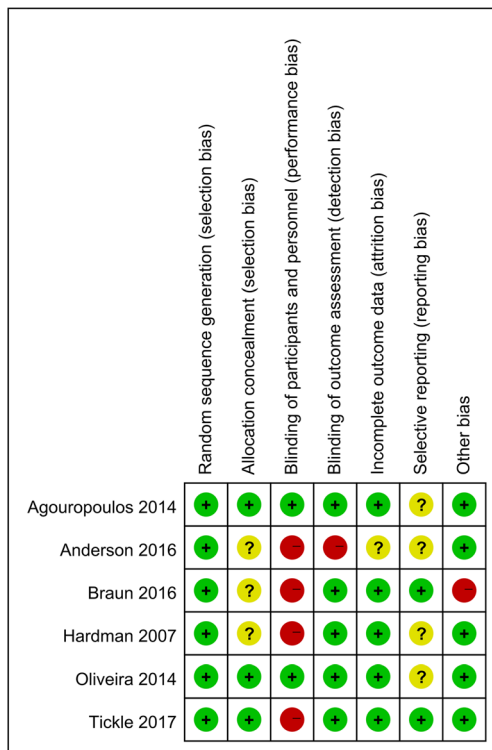 Random sequence generation (selection bias)
Allocation concealment (selection bias)
Blinding of participants and personnel (performance bias)
Blinding of outcome assessment (detection bias)
Incomplete outcome data (attrition bias)
Selective reporting (reporting bias)
Other bias
Agouropoulos 2014 + + + + + ? +
Anderson 2016 + ? – – ? ? +
Braun 2016 + ? – + + + –
Hardman 2007 + ? – + + ? +
Oliveira 2014 + + + + + ? +
Tickle 2017 + + – + + + +